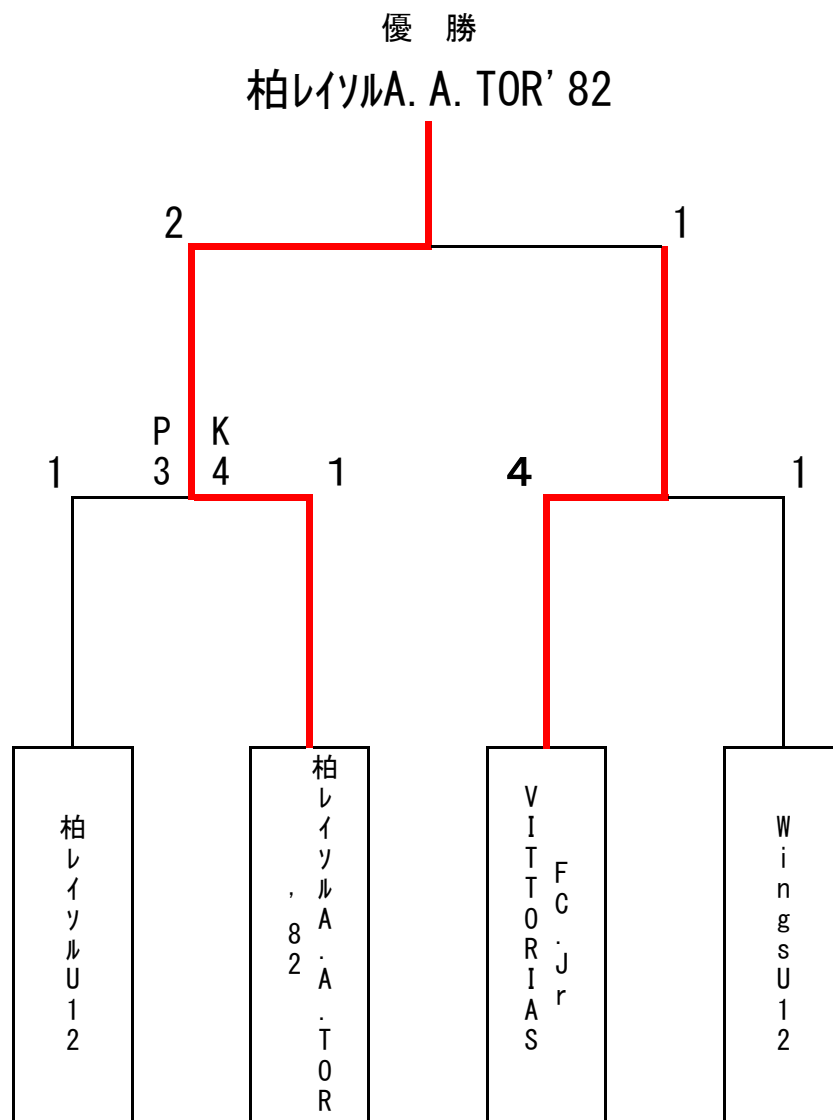 優 勝
柏レイソルA.A.TOR'82
2 1
P K
1 3 4 1 4 1
柏レイソルU12
柏レイソルA.A.TOR
,82
VITTORIAS
FC.Jr
WingsU12